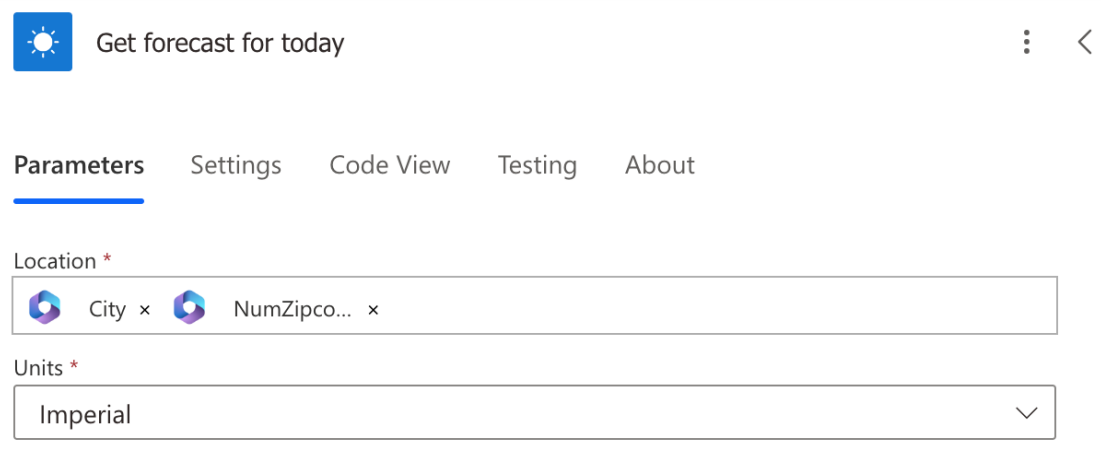 Get forecast for today
Parameters Settings Code View Testing About
Location *
City × NumZipco... ×
Units *
Imperial